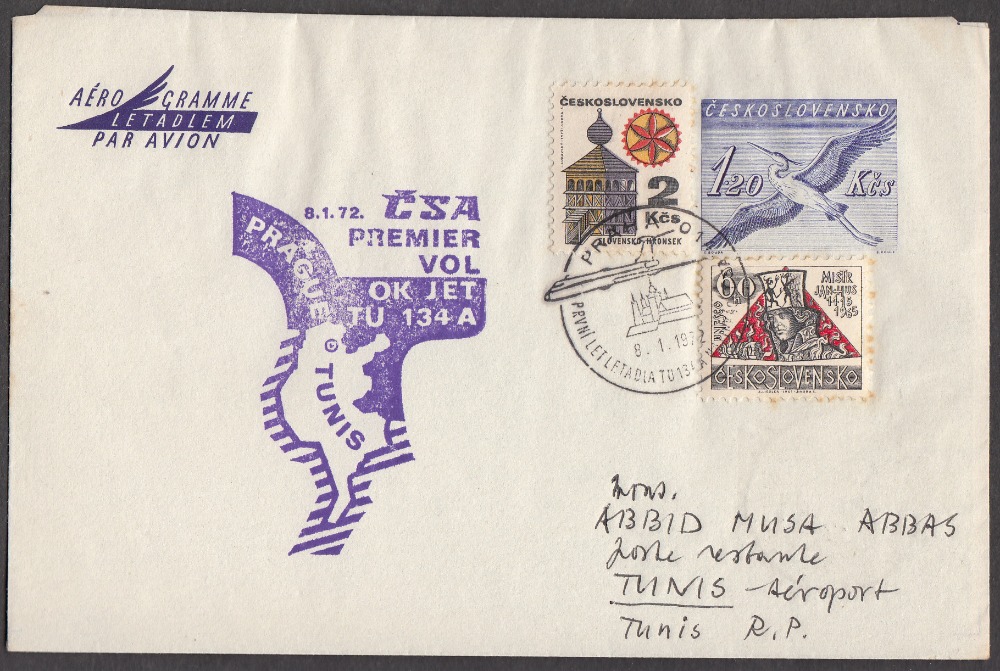 AÉRO GRAMME
LETADLEM
PAR AVION
8.1.72. ČSA
PREMIER
VOL
OK JET
TU 134 A
PRAGUE
TUNIS
ČESKOSLOVENSKO
2
Kčs
SLOVENSKO-HRONSEK
ČESKOSLOVENSKO
1·20 Kčs
PRAHA 01
8. 1. 1972
PRVNÍ LET LETADLA TU 134 A
60
MISTR
JAN·HUS
1415
1965
ČESKOSLOVENSKO
Mons.
ABBID MUSA ABBAS
Poste restante
TUNIS - Aéroport
Tunis R.P.